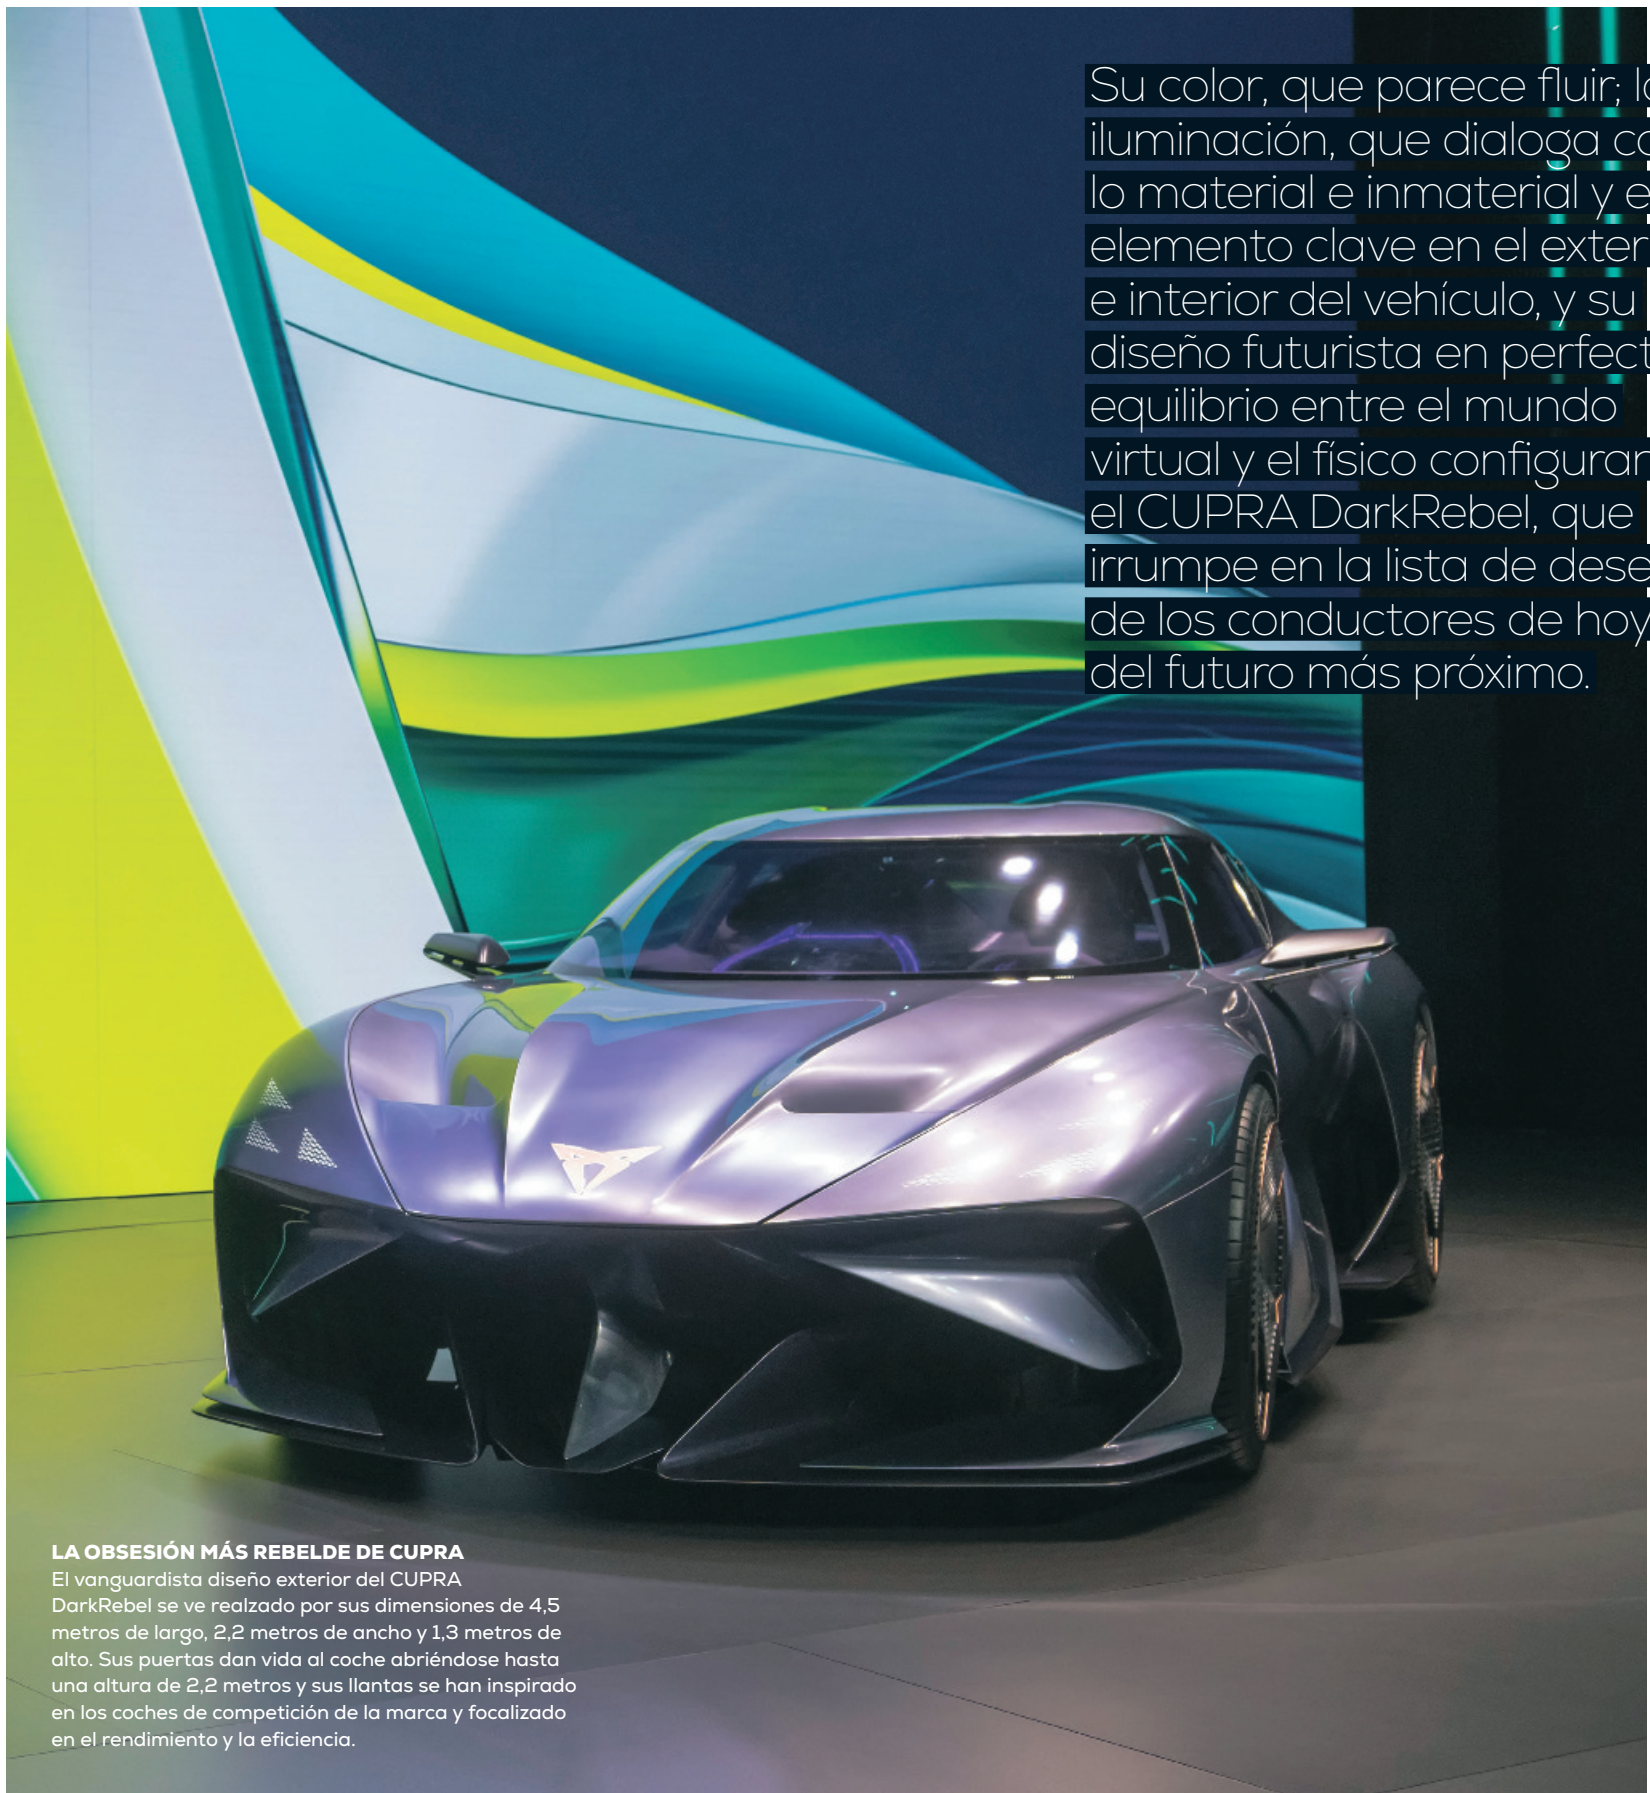 Su color, que parece fluir;
iluminación, que dialoga
lo material e inmaterial y
elemento clave en el
e interior del vehículo, y su
diseño futurista en
equilibrio entre el mundo
virtual y el físico
el CUPRA DarkRebel, que
irrumpe en la lista de
de los conductores de hoy
del futuro más próximo.
LA OBSESIÓN MÁS REBELDE DE CUPRA
El vanguardista diseño exterior del CUPRA
DarkRebel se ve realzado por sus dimensiones de 4,5
metros de largo, 2,2 metros de ancho y 1,3 metros de
alto. Sus puertas dan vida al coche abriéndose hasta
una altura de 2,2 metros y sus llantas se han inspirado
en los coches de competición de la marca y focalizado
en el rendimiento y la eficiencia.